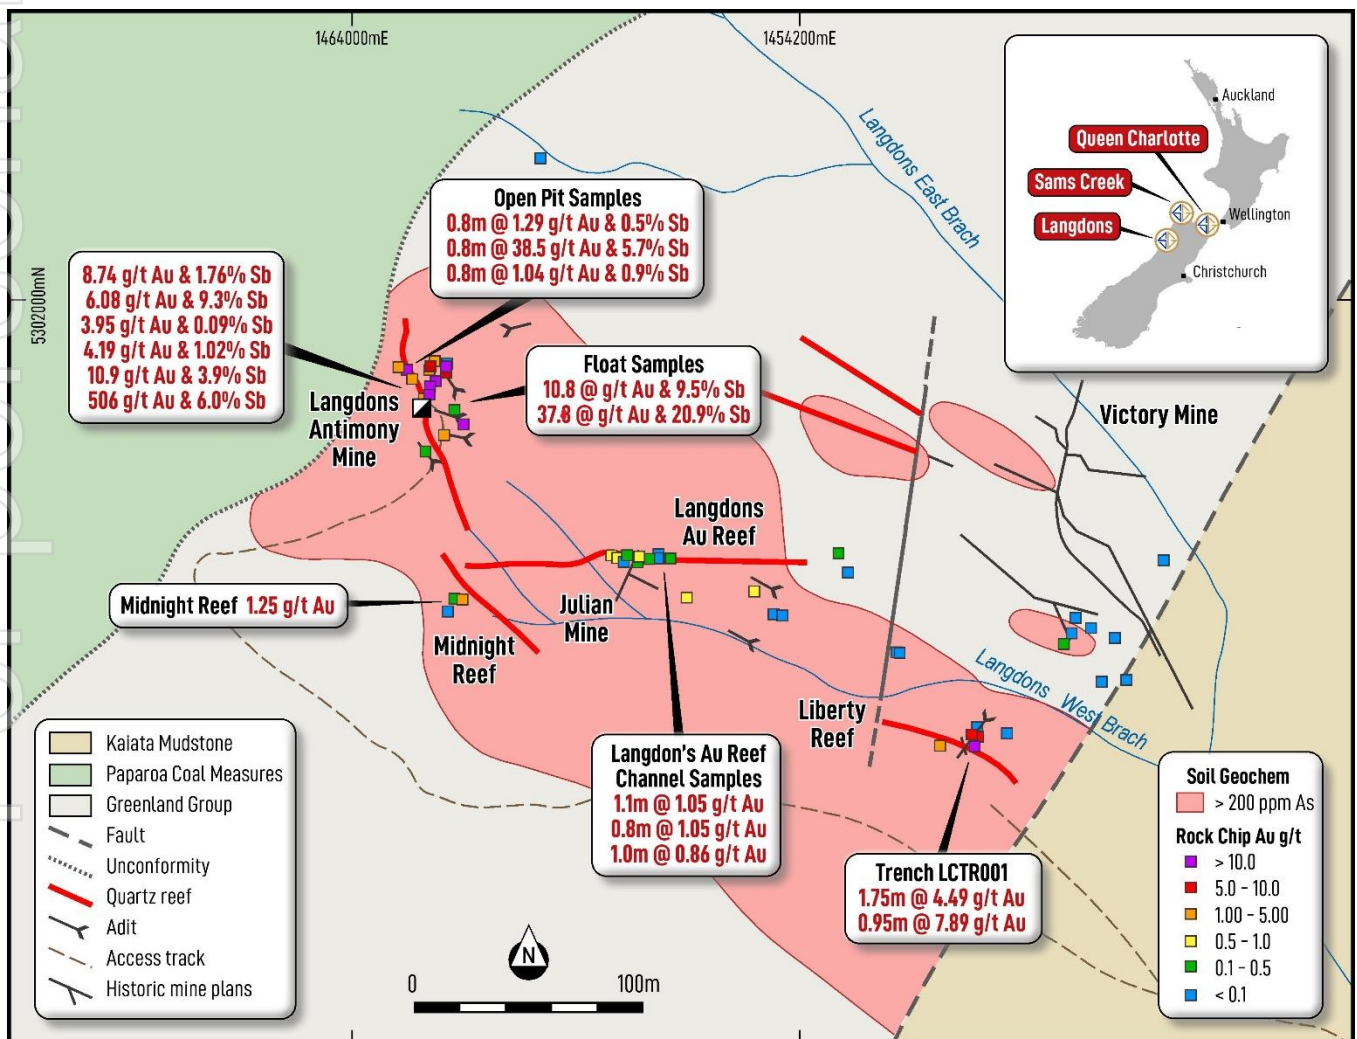 1464000mE
1454200mE
5302000mN
Langdons East Brach
Auckland
Queen Charlotte
Sams Creek
Wellington
Langdons
Christchurch
Open Pit Samples
0.8m @ 1.29 g/t Au & 0.5% Sb
0.8m @ 38.5 g/t Au & 5.7% Sb
0.8m @ 1.04 g/t Au & 0.9% Sb
8.74 g/t Au & 1.76% Sb
6.08 g/t Au & 9.3% Sb
3.95 g/t Au & 0.09% Sb
4.19 g/t Au & 1.02% Sb
10.9 g/t Au & 3.9% Sb
506 g/t Au & 6.0% Sb
Float Samples
10.8 @ g/t Au & 9.5% Sb
37.8 @ g/t Au & 20.9% Sb
Langdons
Antimony
Mine
Victory Mine
Langdons
Au Reef
Midnight Reef 1.25 g/t Au
Julian
Mine
Midnight
Reef
Langdons West Brach
Liberty
Reef
Langdon's Au Reef
Channel Samples
1.1m @ 1.05 g/t Au
0.8m @ 1.05 g/t Au
1.0m @ 0.86 g/t Au
Trench LCTR001
1.75m @ 4.49 g/t Au
0.95m @ 7.89 g/t Au
Kaiata Mudstone
Paparoa Coal Measures
Greenland Group
Fault
Unconformity
Quartz reef
Adit
Access track
Historic mine plans
N
0 100m
Soil Geochem
> 200 ppm As
Rock Chip Au g/t
> 10.0
5.0 - 10.0
1.00 - 5.00
0.5 - 1.0
0.1 - 0.5
< 0.1